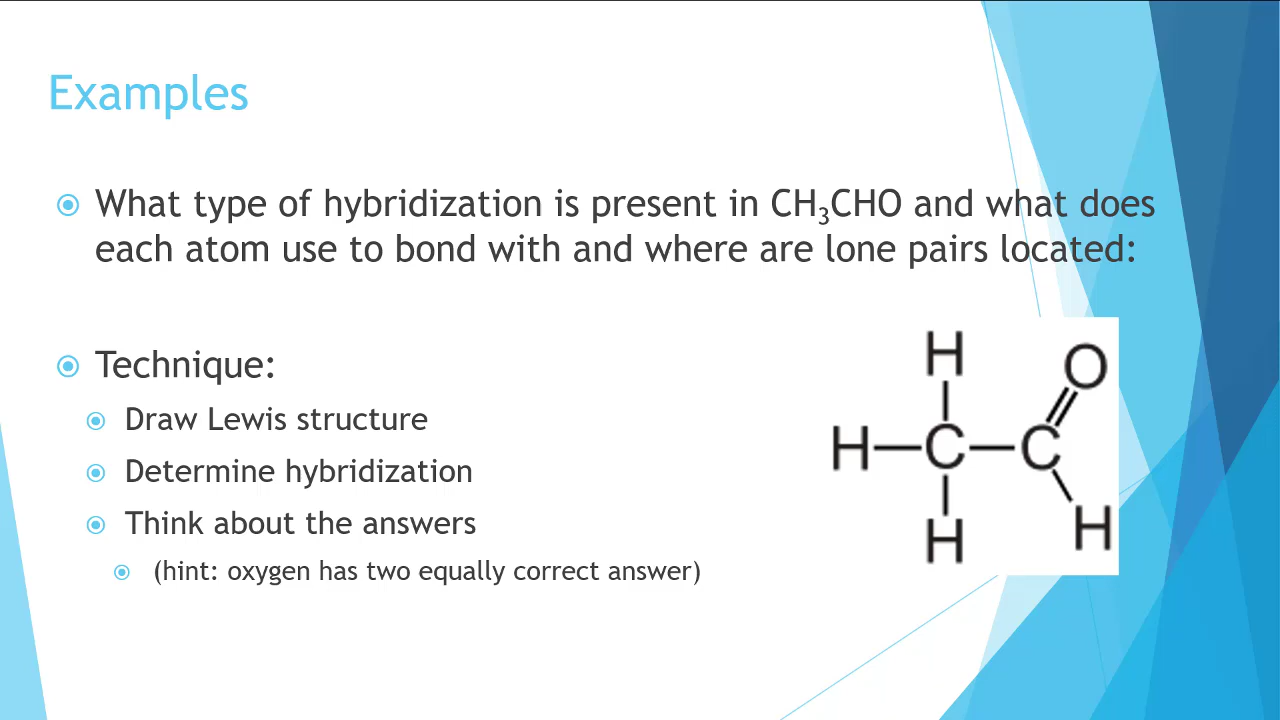 Examples
What type of hybridization is present in CH₃CHO and what does
each atom use to bond with and where are lone pairs located:
Technique:
Draw Lewis structure
Determine hybridization
Think about the answers
(hint: oxygen has two equally correct answer)
H
O
H C C
H H